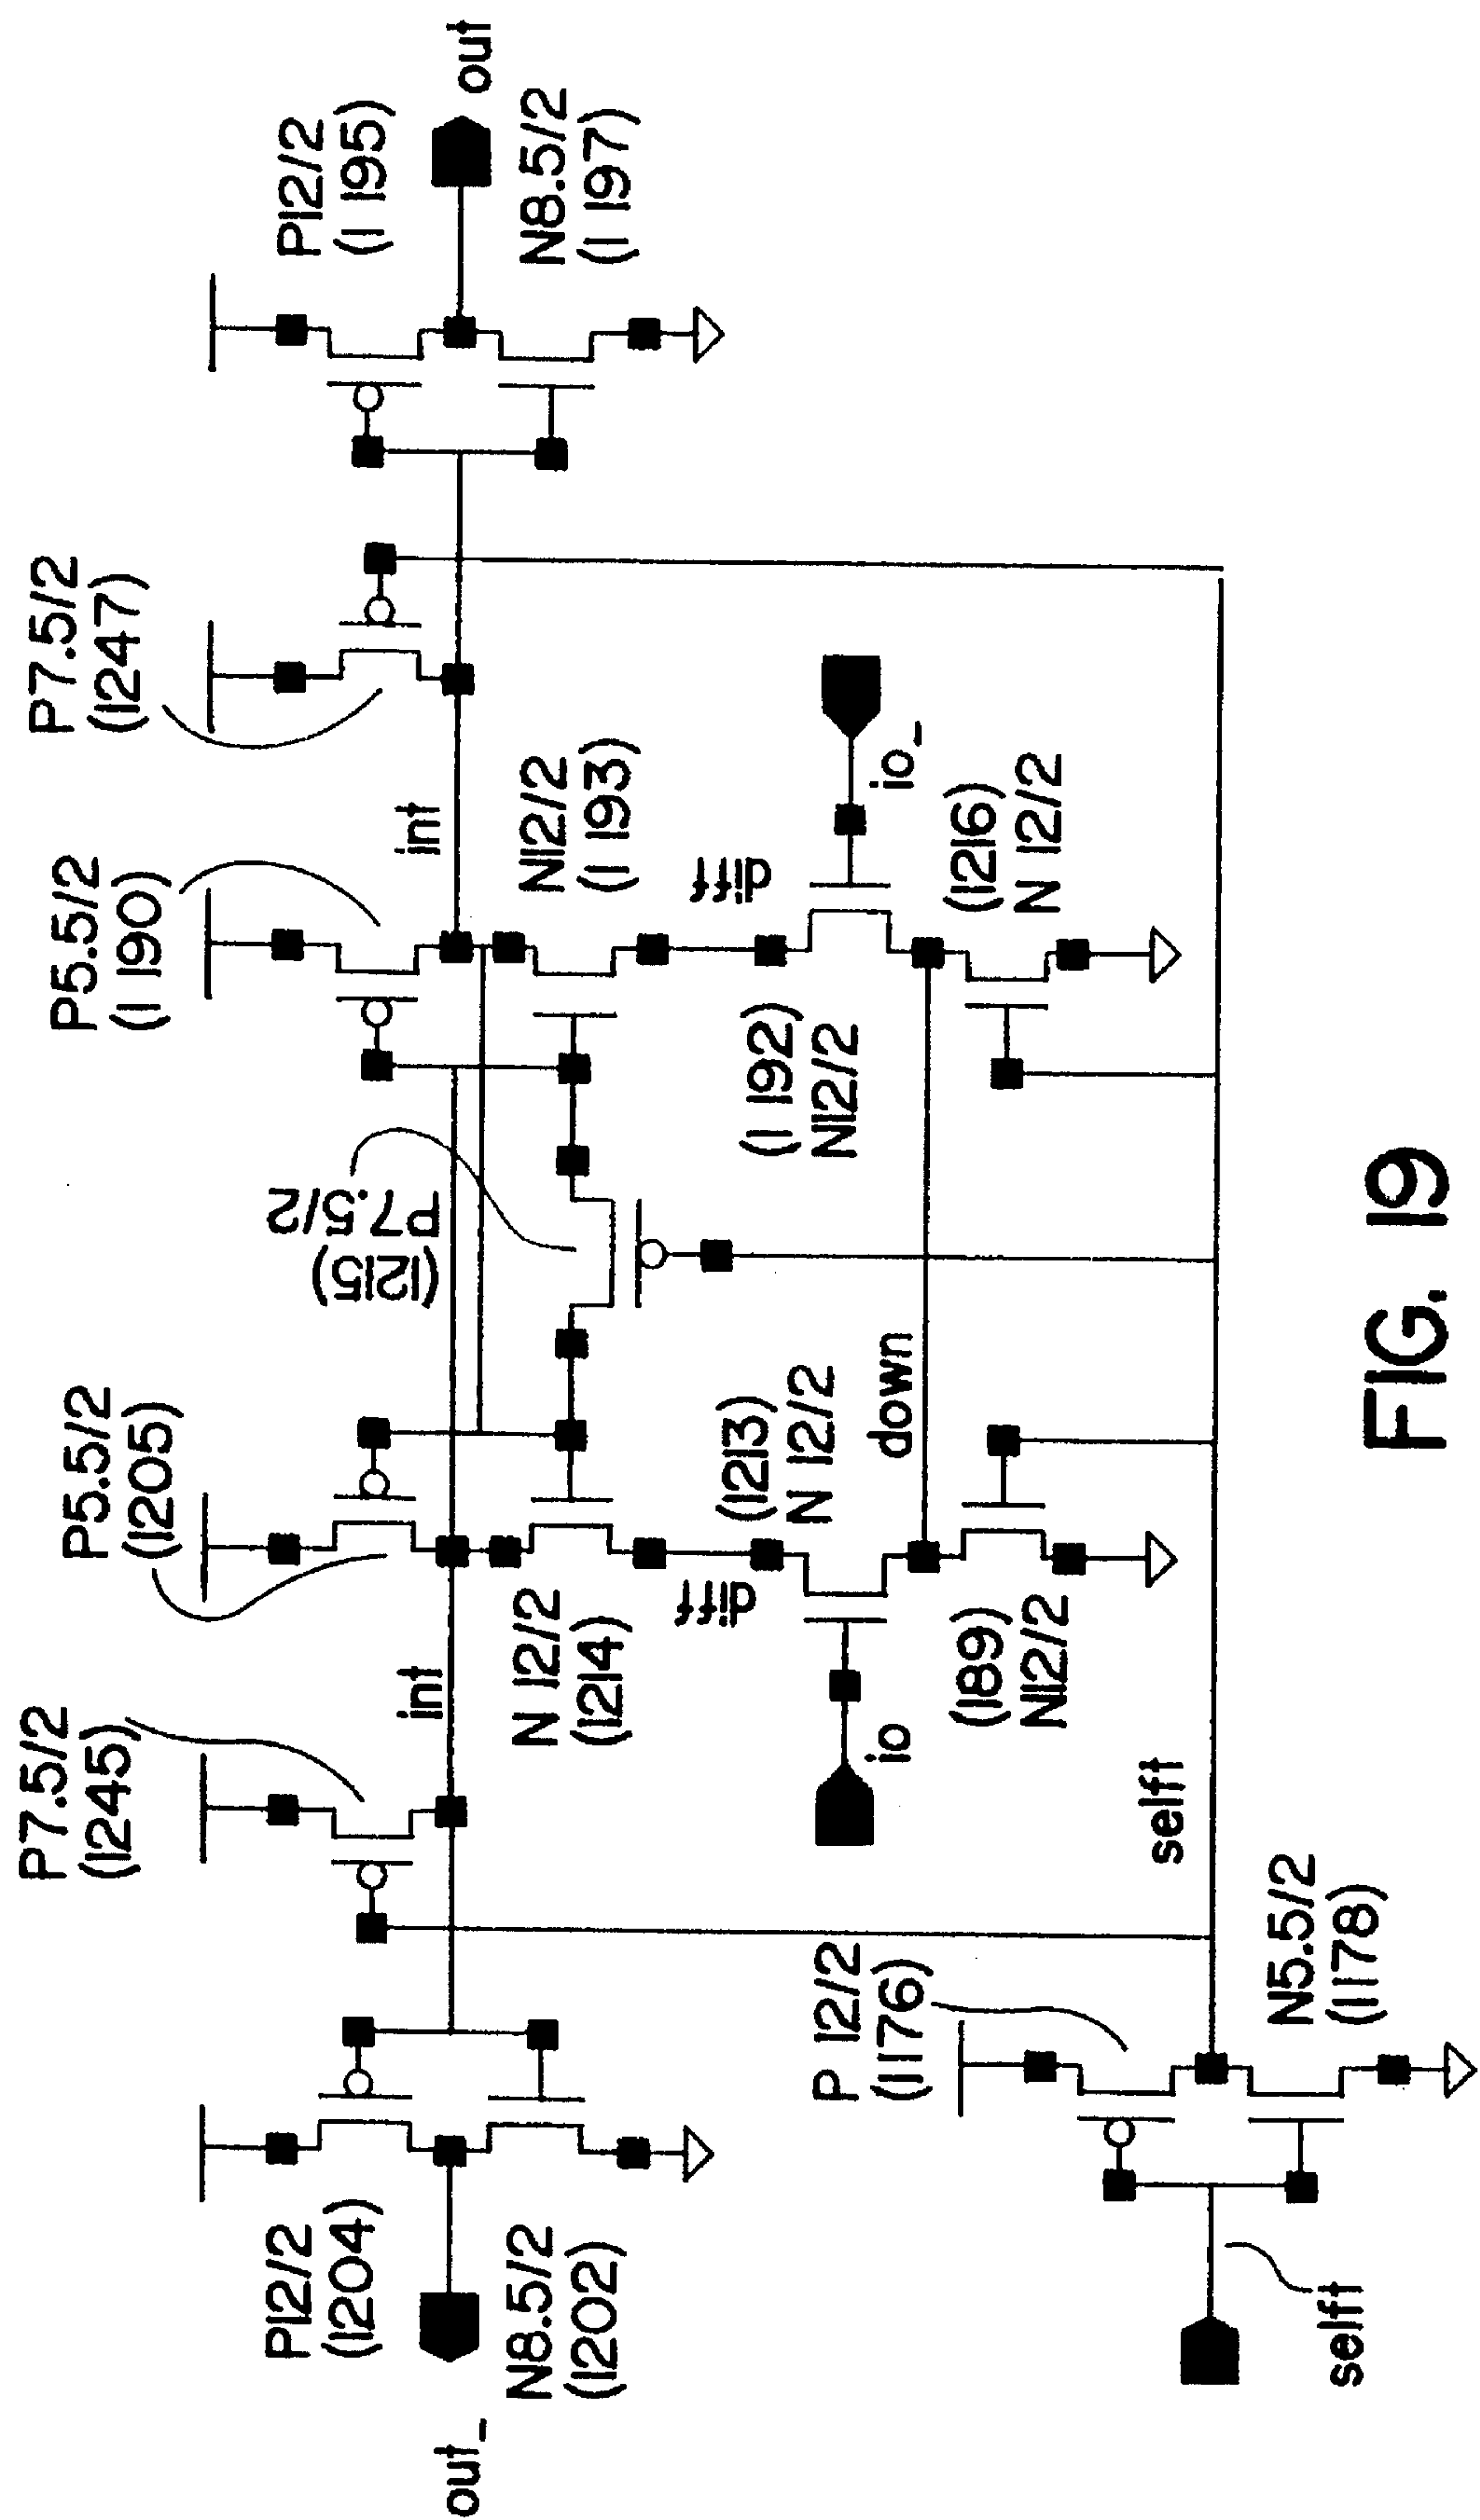 out_
P12/2
(1204)
N8.5/2
(1202)
P7.5/2
(1245)
int
P5.5/2
(1205)
N 12/2
(1214)
diff
(1213)
N 12/2
io
down
(189)
N12/2
(1215)
P7.5/2
P5.5/2
(1190)
int
N12/2
(1193)
diff
(1192)
N12/2
io_
(1216)
N 12/2
P7.5/2
(1247)
P12/2
(1195)
out
N8.5/2
(1197)
P 12/2
(1176)
N5.5/2
(1178)
selft
selft
FIG. 19